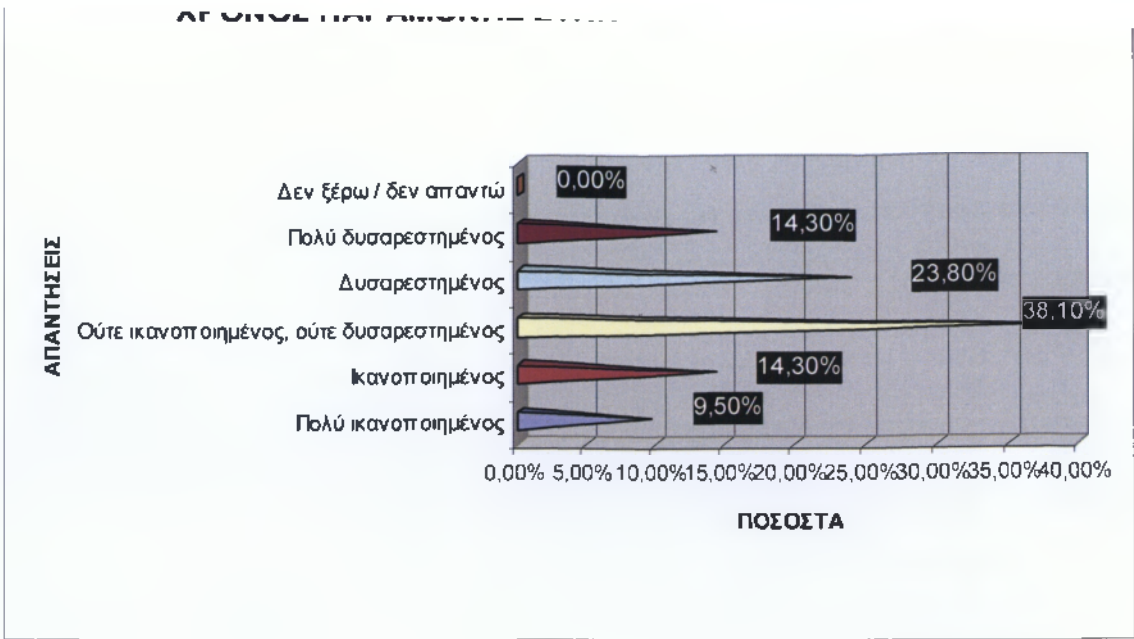 ΧΡΟΝΟΣ ΠΑΡΑΜΟΝΗΣ
ΑΠΑΝΤΗΣΕΙΣ
Δεν ξέρω / δεν απαντώ
0,00%
Πολύ δυσαρεστημένος
14,30%
Δυσαρεστημένος
23,80%
Ούτε ικανοποιημένος, ούτε δυσαρεστημένος
38,10%
Ικανοποιημένος
14,30%
Πολύ ικανοποιημένος
9,50%
0,00% 5,00% 10,00% 15,00% 20,00% 25,00% 30,00% 35,00% 40,00%
ΠΟΣΟΣΤΑ